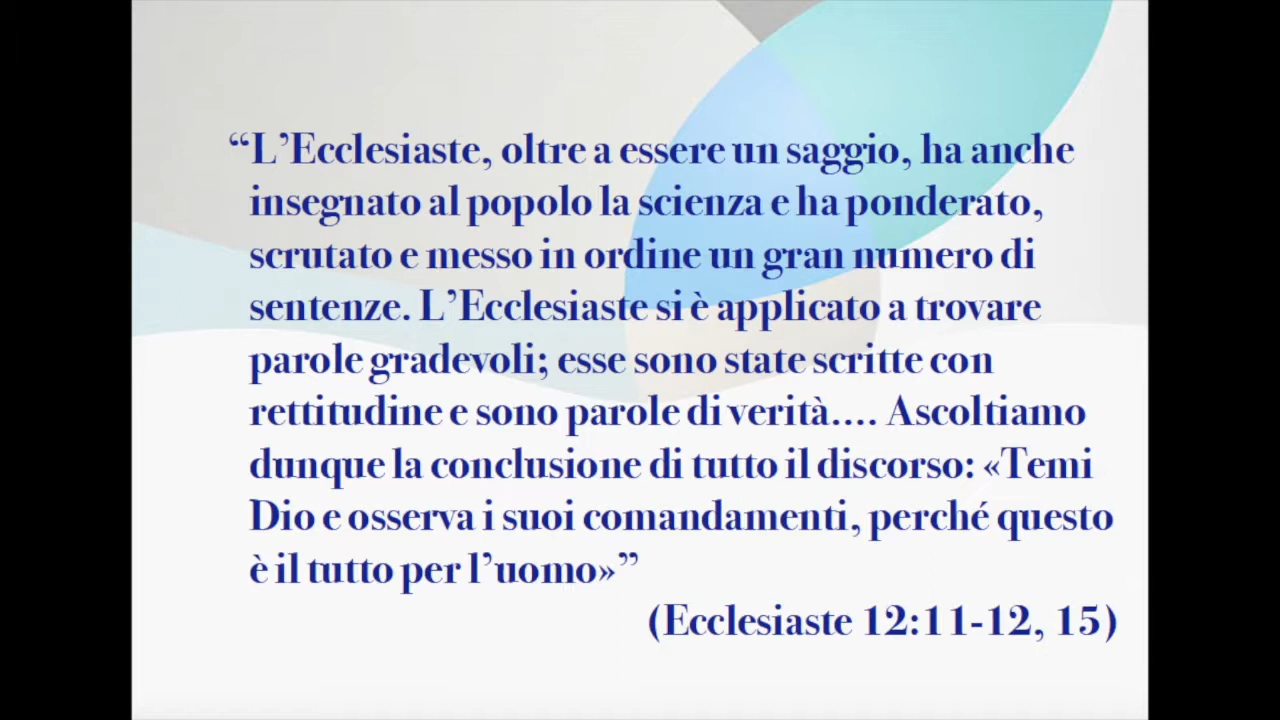 “L’Ecclesiaste, oltre a essere un saggio, ha anche
insegnato al popolo la scienza e ha ponderato,
scrutato e messo in ordine un gran numero di
sentenze. L’Ecclesiaste si è applicato a trovare
parole gradevoli; esse sono state scritte con
rettitudine e sono parole di verità.... Ascoltiamo
dunque la conclusione di tutto il discorso: «Temi
Dio e osserva i suoi comandamenti, perché questo
è il tutto per l’uomo»”
(Ecclesiaste 12:11-12, 15)